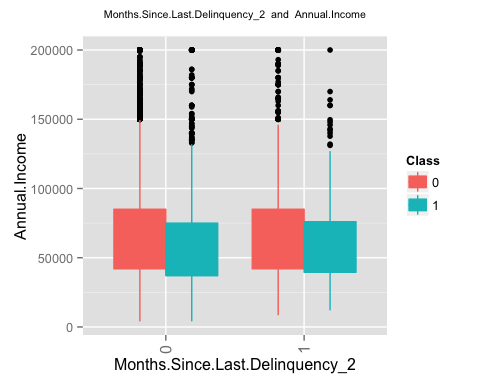 Months.Since.Last.Delinquency_2 and Annual.Income
200000
150000
100000
50000
0
Annual.Income
0
1
Months.Since.Last.Delinquency_2
Class
0
1